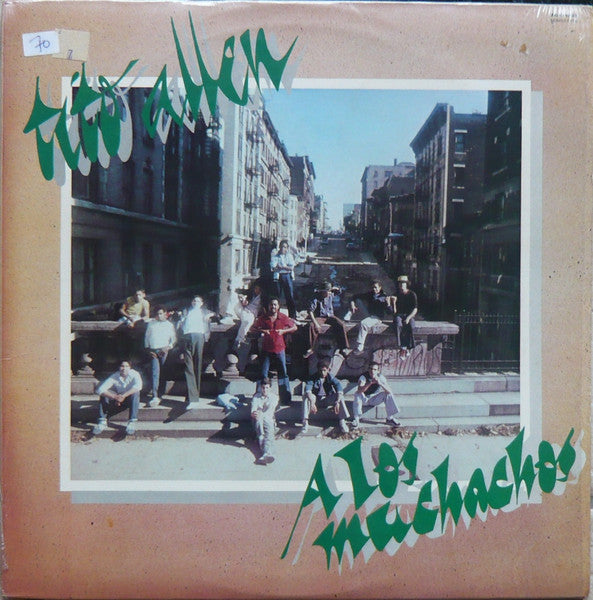 70
tito allen
A los
muchachos